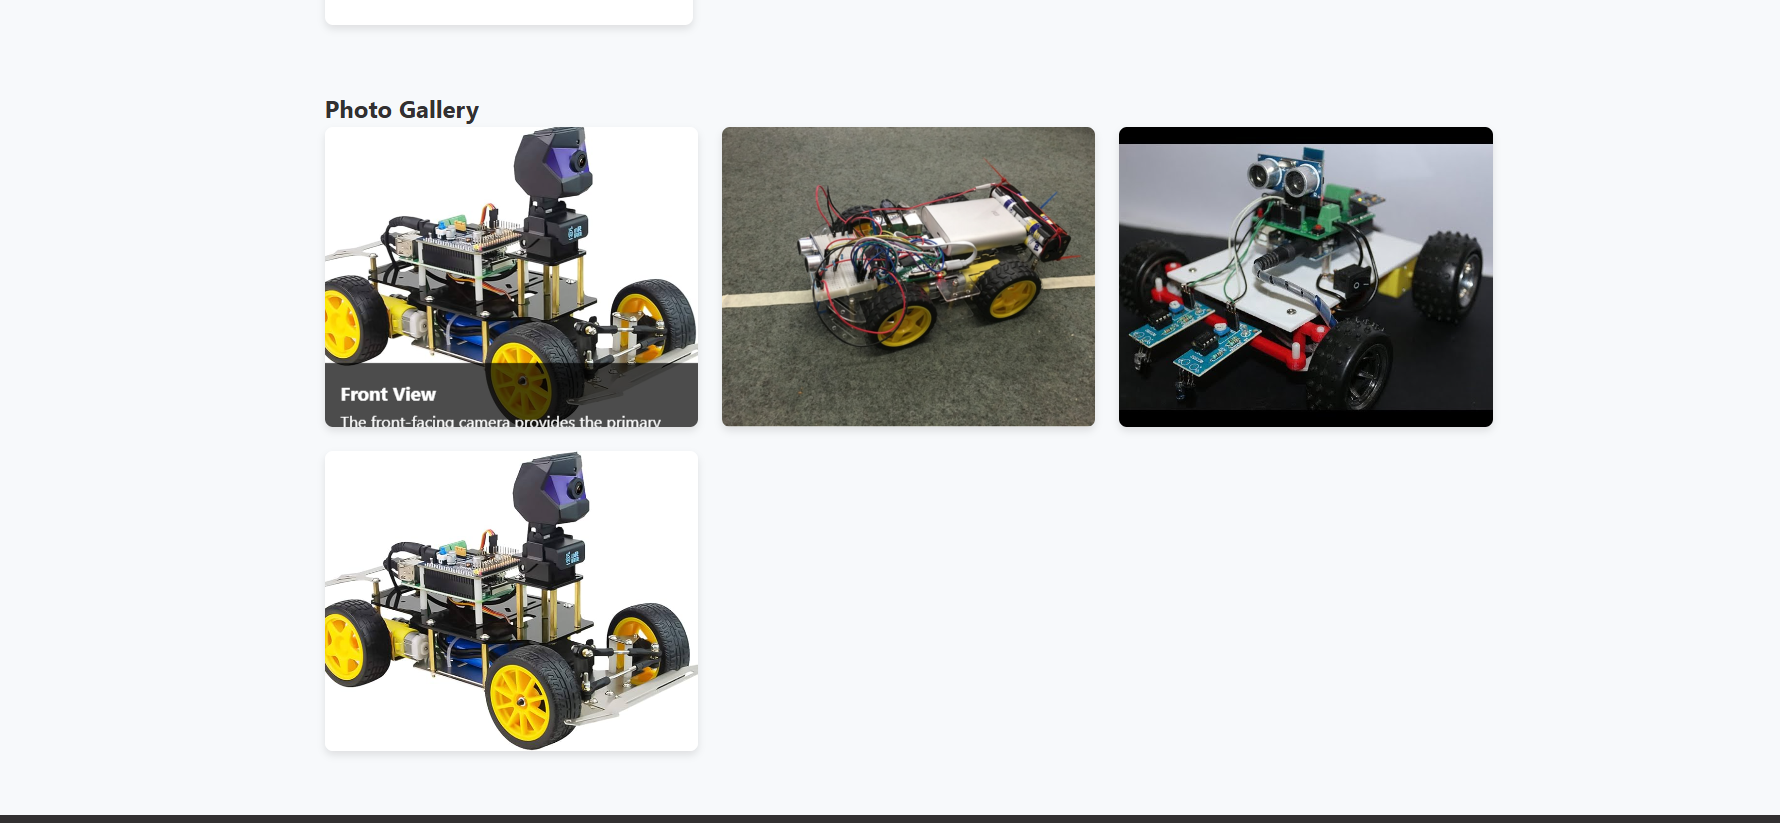 Photo Gallery
Front View
The front-facing camera provides the primary